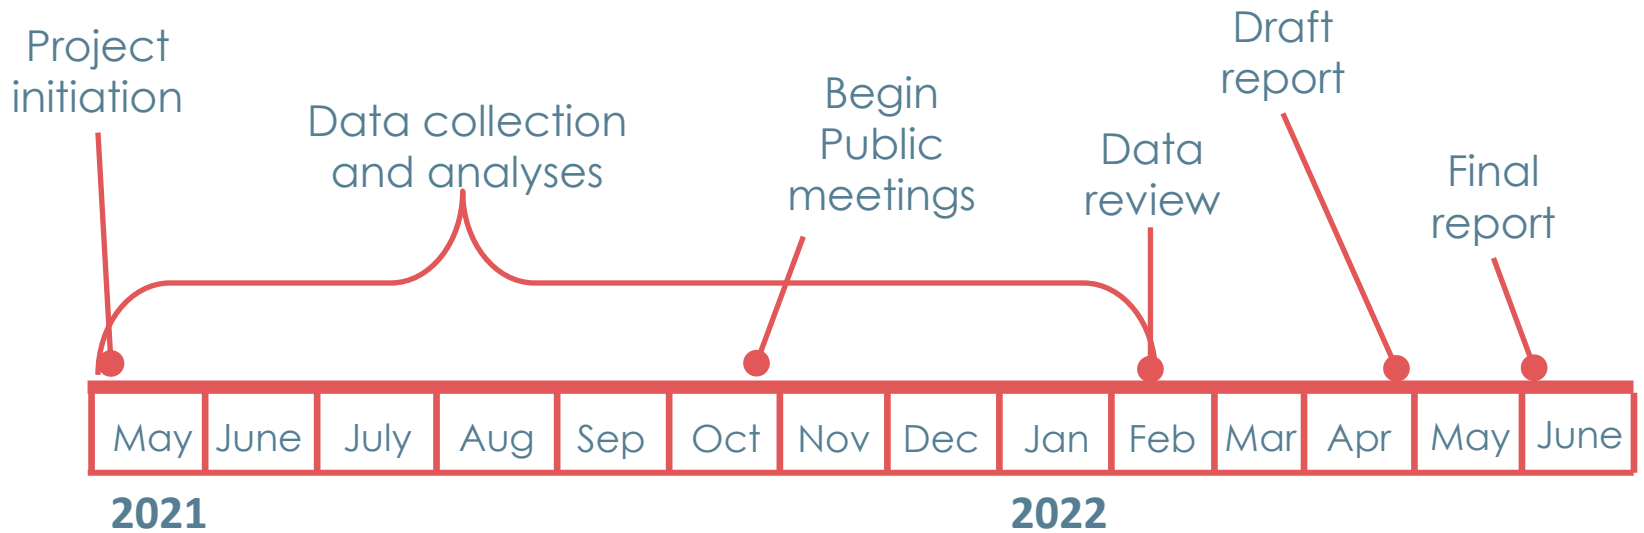 Project
initiation
Data collection
and analyses
Begin
Public
meetings
Data
review
Draft
report
Final
report
May June July Aug Sep Oct Nov Dec Jan Feb Mar Apr May June
2021 2022